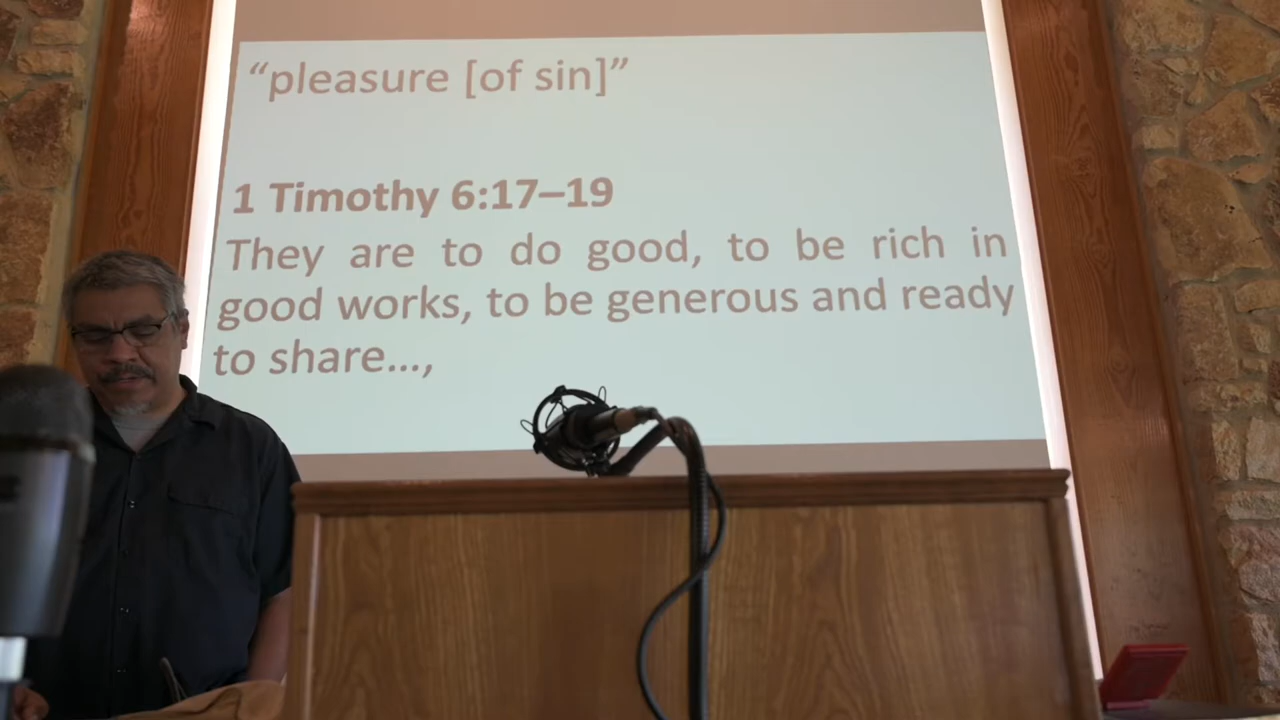 “pleasure [of sin]”
1 Timothy 6:17–19
They are to do good, to be rich in
good works, to be generous and ready
to share...,